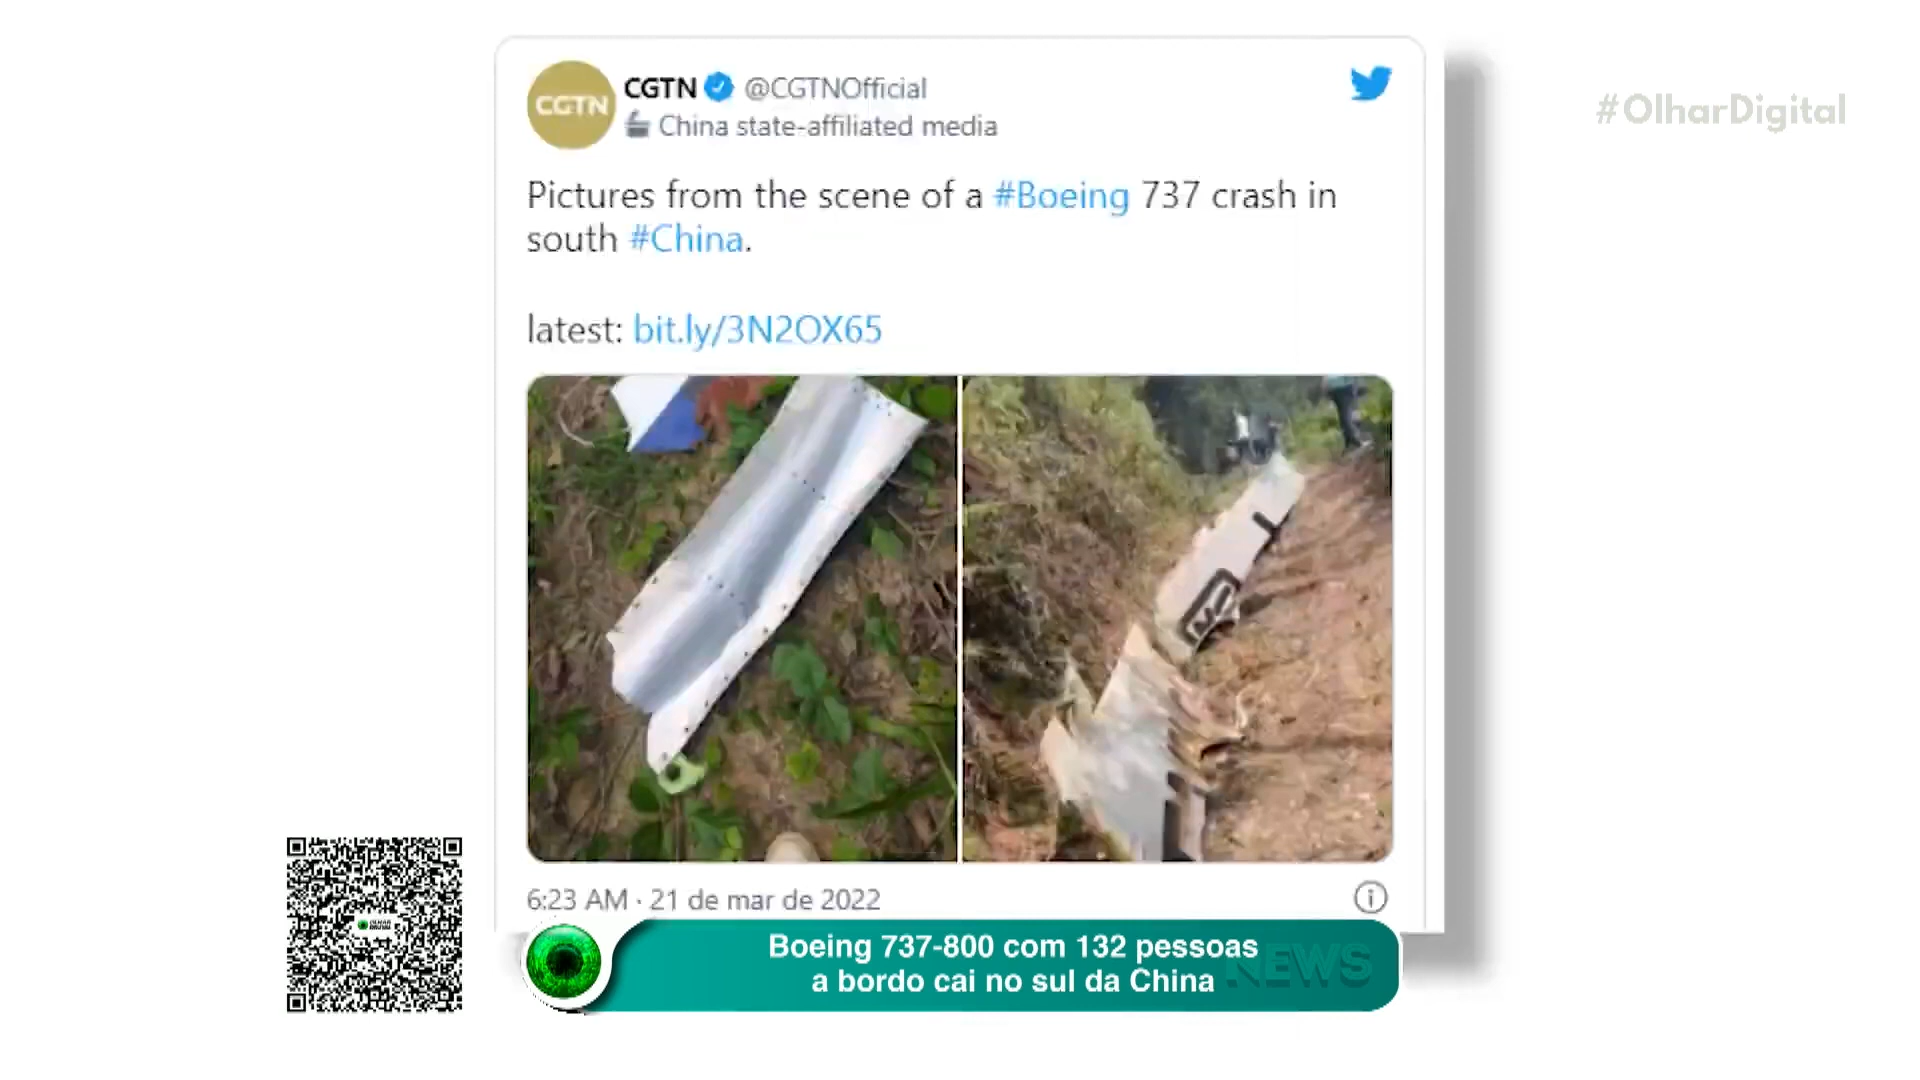 CGTN
CGTN @CGTNOfficial
China state-affiliated media
#OlharDigital
Pictures from the scene of a #Boeing 737 crash in
south #China.
latest: bit.ly/3N2OX65
6:23 AM · 21 de mar de 2022
Boeing 737-800 com 132 pessoas
a bordo cai no sul da China
NEWS